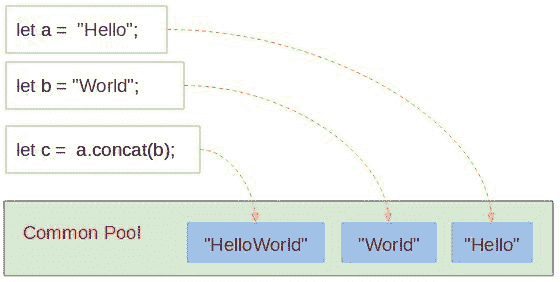 let a =  "Hello";
let b = "World";
let c =  a.concat(b);
Common Pool
"HelloWorld"
"World"
"Hello"